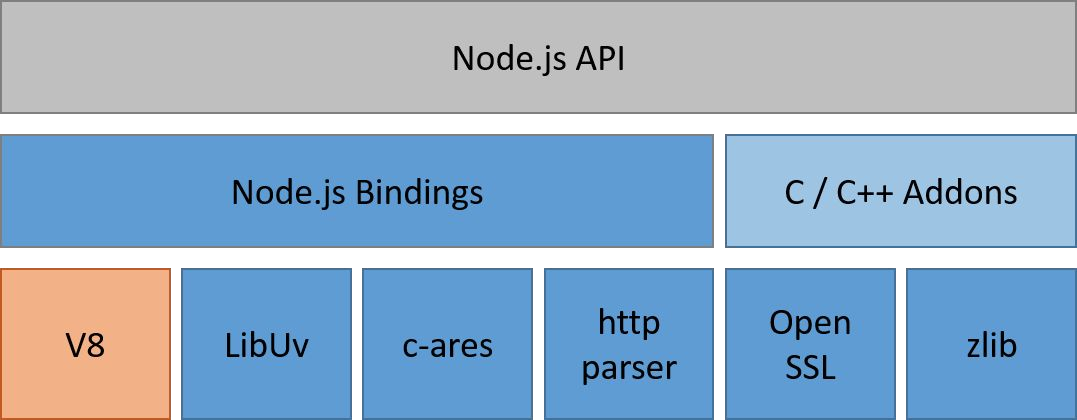 Node.js API
Node.js Bindings
C / C++ Addons
V8
LibUv
c-ares
http
parser
Open
SSL
zlib